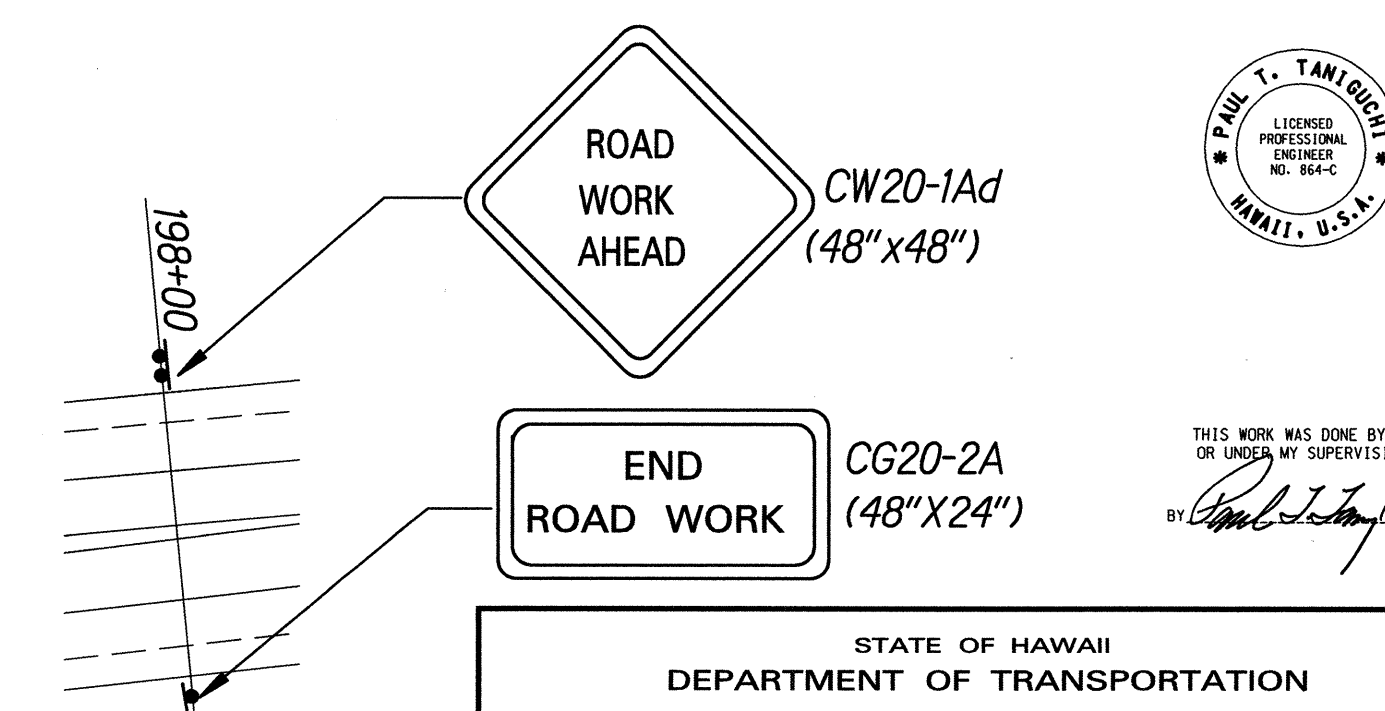 198+00
ROAD
WORK
AHEAD
CW20-1Ad
(48"x48")
END
ROAD WORK
CG20-2A
(48"X24")
PAUL T. TANIGUCHI
LICENSED
PROFESSIONAL
ENGINEER
NO. 864-C
* HAWAII, U.S.A. *
THIS WORK WAS DONE BY
OR UNDER MY SUPERVISI
BY
STATE OF HAWAII
DEPARTMENT OF TRANSPORTATION